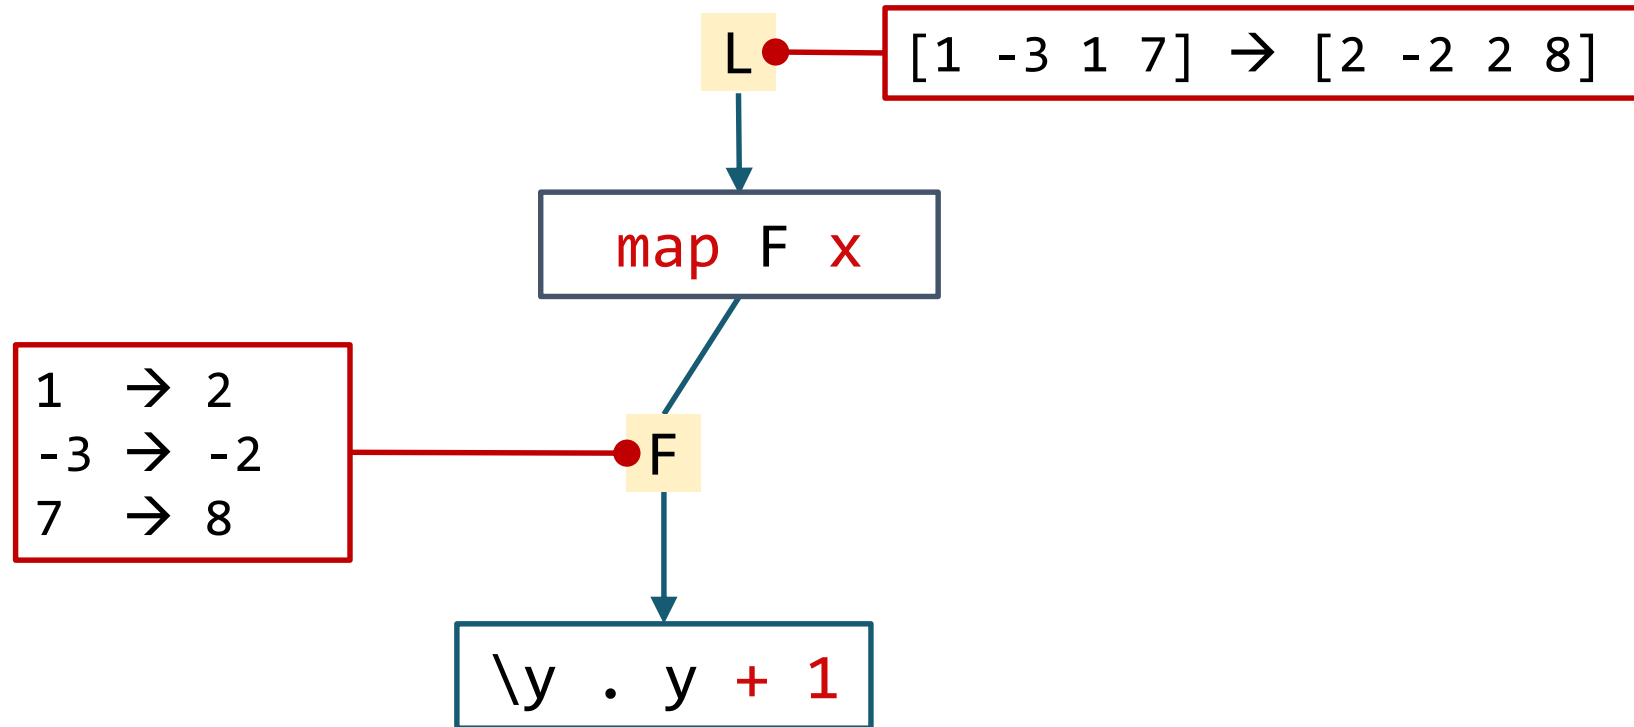 L
[1 -3 1 7] → [2 -2 2 8]
map F x
1 → 2
-3 → -2
7 → 8
F
\y . y + 1